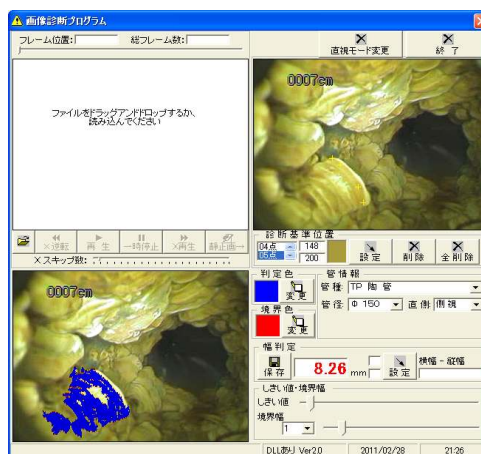 画像診断プログラム
フレーム位置: 総フレーム数:
直視モード変更
終 了
ファイルをドラッグアンドドロップするか、
読み込んでください
0007cm
×逆転
再 生
一時停止
×再生
静止画→
×スキップ数:
診断基準位置
04点
05点
148
200
設 定
削 除
全削除
0007cm
判定色
変更
境界色
変更
管情報
管 種: TP 陶 管
管 径: Φ 150
直 側: 側 視
幅判定
保 存
8.26 mm
設 定
横幅 - 縦幅
しきい値・境界幅
しきい値
境界幅
1
DLLあり Ver2.0
2011/02/28
21:26